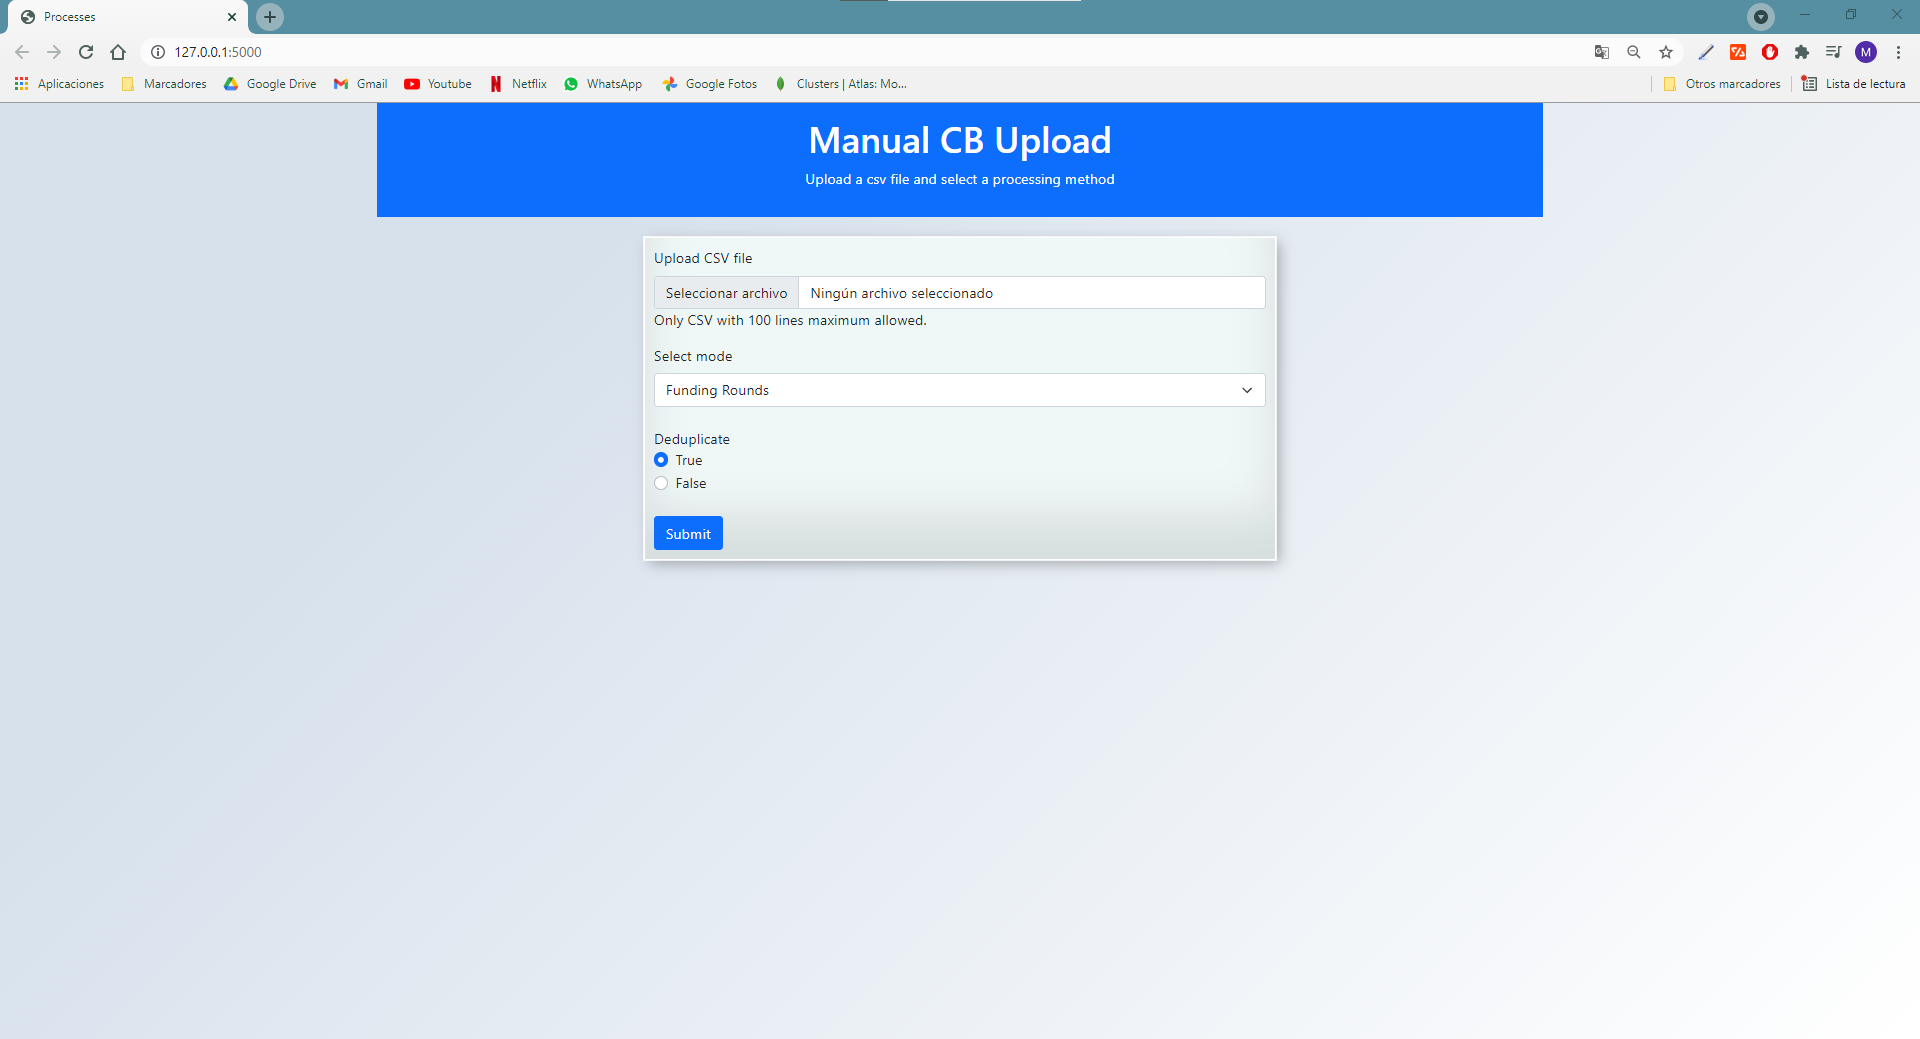 Processes
127.0.0.1:5000
M
Aplicaciones Marcadores Google Drive Gmail Youtube Netflix WhatsApp Google Fotos Clusters | Atlas: Mo... Otros marcadores Lista de lectura
Manual CB Upload
Upload a csv file and select a processing method
Upload CSV file
Seleccionar archivo Ningún archivo seleccionado
Only CSV with 100 lines maximum allowed.
Select mode
Funding Rounds
Deduplicate
True
False
Submit